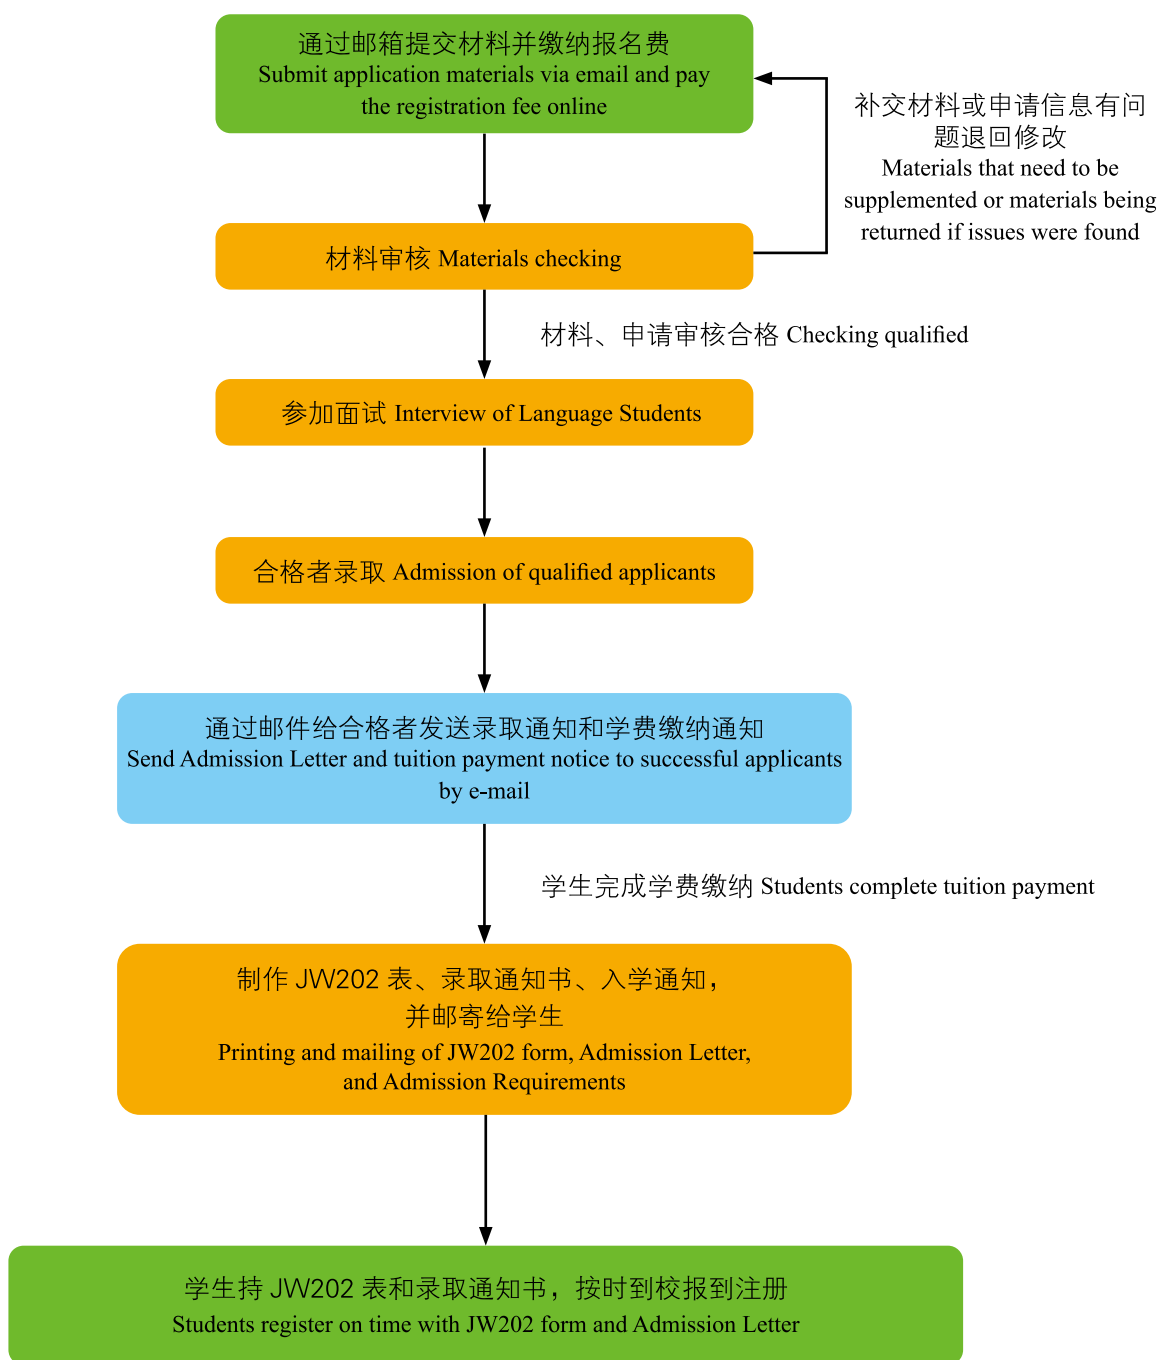 通过邮箱提交材料并缴纳报名费
Submit application materials via email and pay
the registration fee online
补交材料或申请信息有问
题退回修改
Materials that need to be
supplemented or materials being
returned if issues were found
材料审核 Materials checking
材料、申请审核合格 Checking qualified
参加面试 Interview of Language Students
合格者录取 Admission of qualified applicants
通过邮件给合格者发送录取通知和学费缴纳通知
Send Admission Letter and tuition payment notice to successful applicants
by e-mail
学生完成学费缴纳 Students complete tuition payment
制作 JW202 表、录取通知书、入学通知，
并邮寄给学生
Printing and mailing of JW202 form, Admission Letter,
and Admission Requirements
学生持 JW202 表和录取通知书，按时到校报到注册
Students register on time with JW202 form and Admission Letter